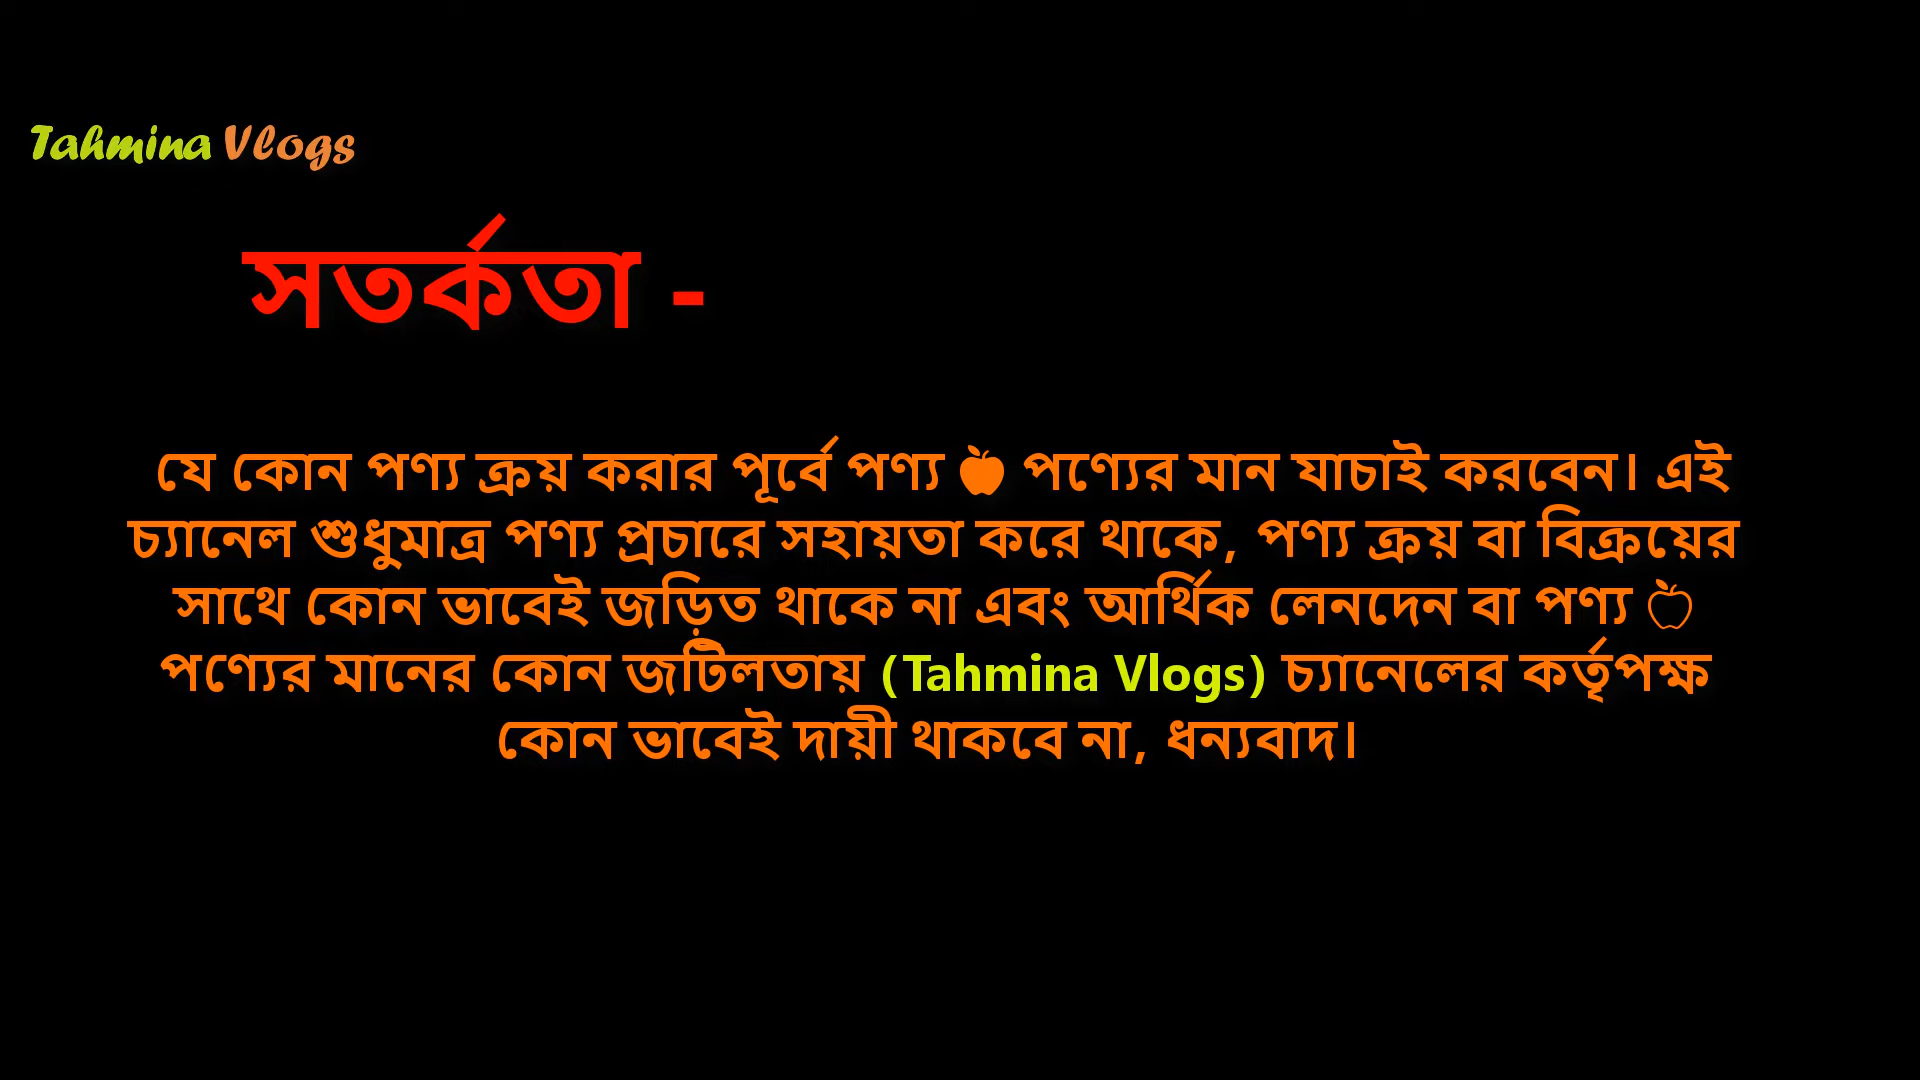 Tahmina Vlogs
সতর্কতা -
যে কোন পণ্য ক্রয় করার পূর্বে পণ্য 🍎 পণ্যের মান যাচাই করবেন। এই
চ্যানেল শুধুমাত্র পণ্য প্রচারে সহায়তা করে থাকে, পণ্য ক্রয় বা বিক্রয়ের
সাথে কোন ভাবেই জড়িত থাকে না এবং আর্থিক লেনদেন বা পণ্য 🍎
পণ্যের মানের কোন জটিলতায় (Tahmina Vlogs) চ্যানেলের কর্তৃপক্ষ
কোন ভাবেই দায়ী থাকবে না, ধন্যবাদ।